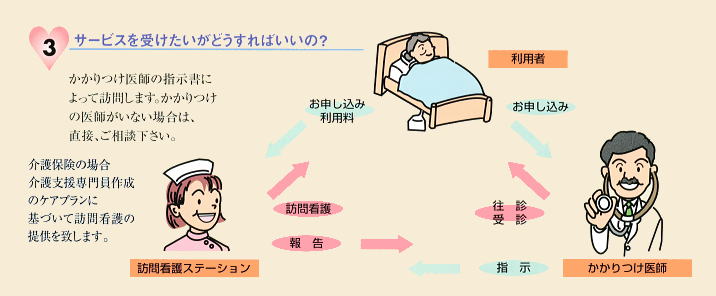 3
サービスを受けたいがどうすればいいの?
かかりつけ医師の指示書に
よって訪問します。かかりつけ
の医師がいない場合は、
直接、ご相談下さい。
介護保険の場合
介護支援専門員作成
のケアプランに
基づいて訪問看護の
提供を致します。
利用者
お申し込み
利用料
お申し込み
訪問看護
往 診
受 診
報 告
指 示
訪問看護ステーション
かかりつけ医師